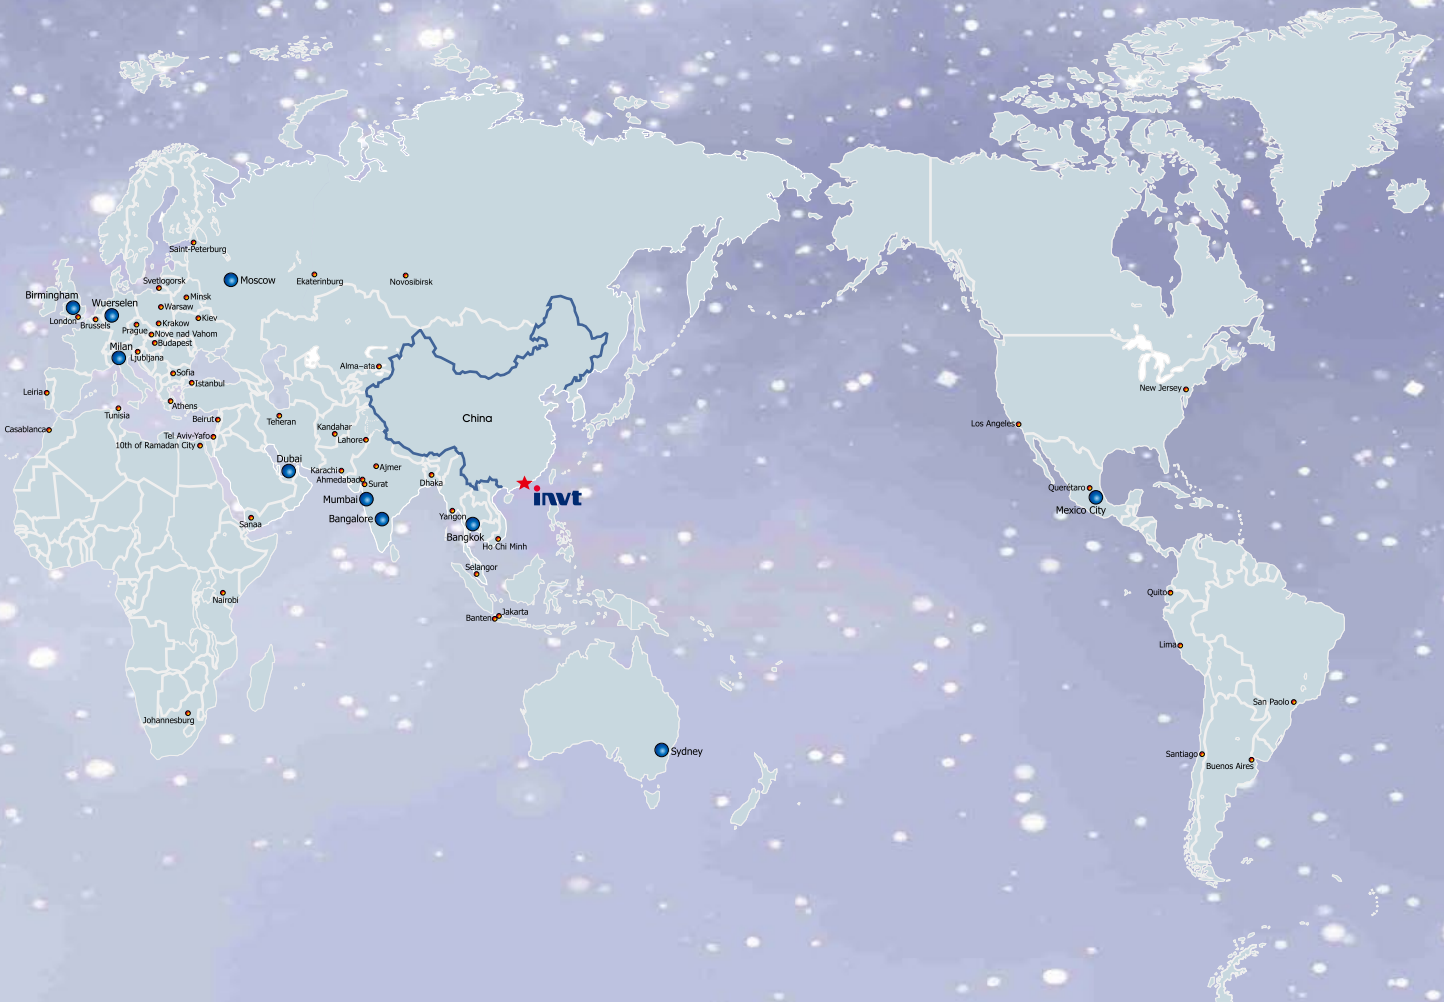 Saint-Peterburg
Svetlogorsk
Moscow
Ekaterinburg
Novosibirsk
Birmingham
Wuerselen
Minsk
Warsaw
London
Brussels
Prague
Krakow
Kiev
Nove nad Vahom
Budapest
Milan
Ljubljana
Alma-ata
Sofia
Istanbul
Leiria
Athens
Tunisia
Beirut
Teheran
China
New Jersey
Casablanca
Tel Aviv-Yafo
10th of Ramadan City
Kandahar
Lahore
Los Angeles
Dubai
Karachi
Ajmer
Ahmedabad
Surat
Dhaka
invt
Querétaro
Mexico City
Mumbai
Bangalore
Sanaa
Yangon
Bangkok
Ho Chi Minh
Selangor
Nairobi
Quito
Jakarta
Banten
Lima
San Paolo
Johannesburg
Sydney
Santiago
Buenos Aires